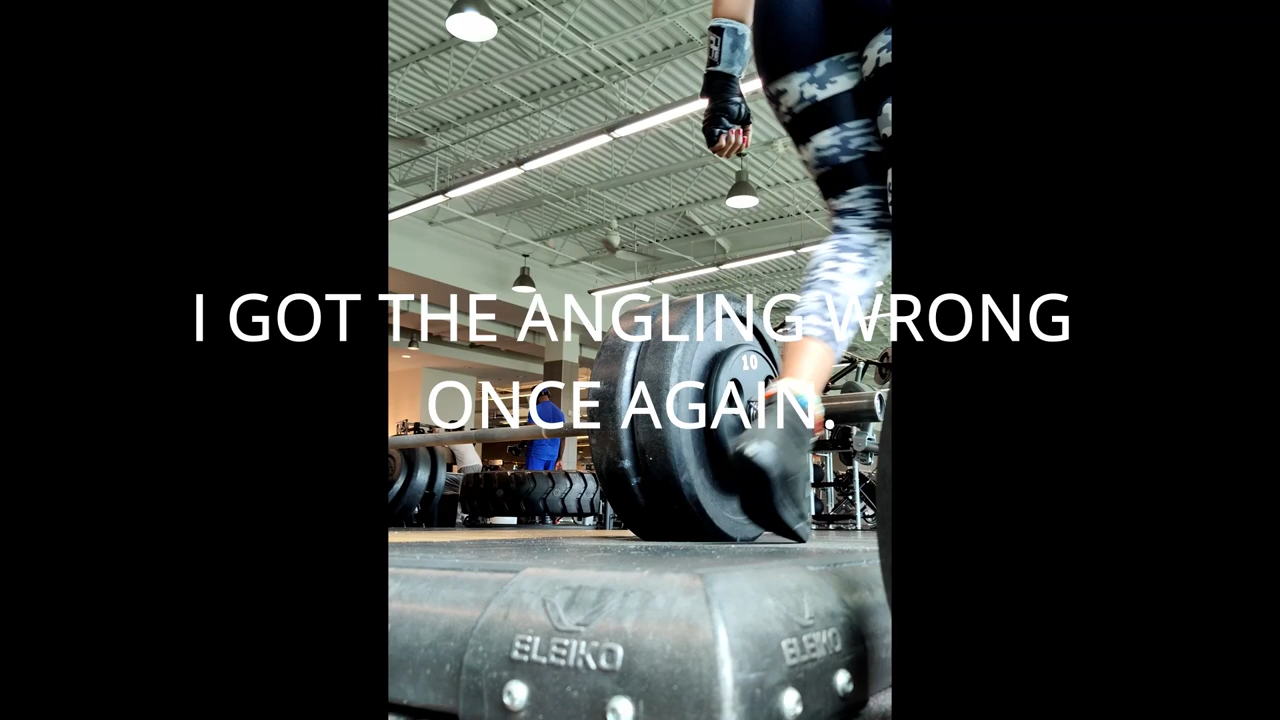 I GOT THE ANGLING WRONG
10
ONCE AGAIN.
ELEIKO
ELEIKO